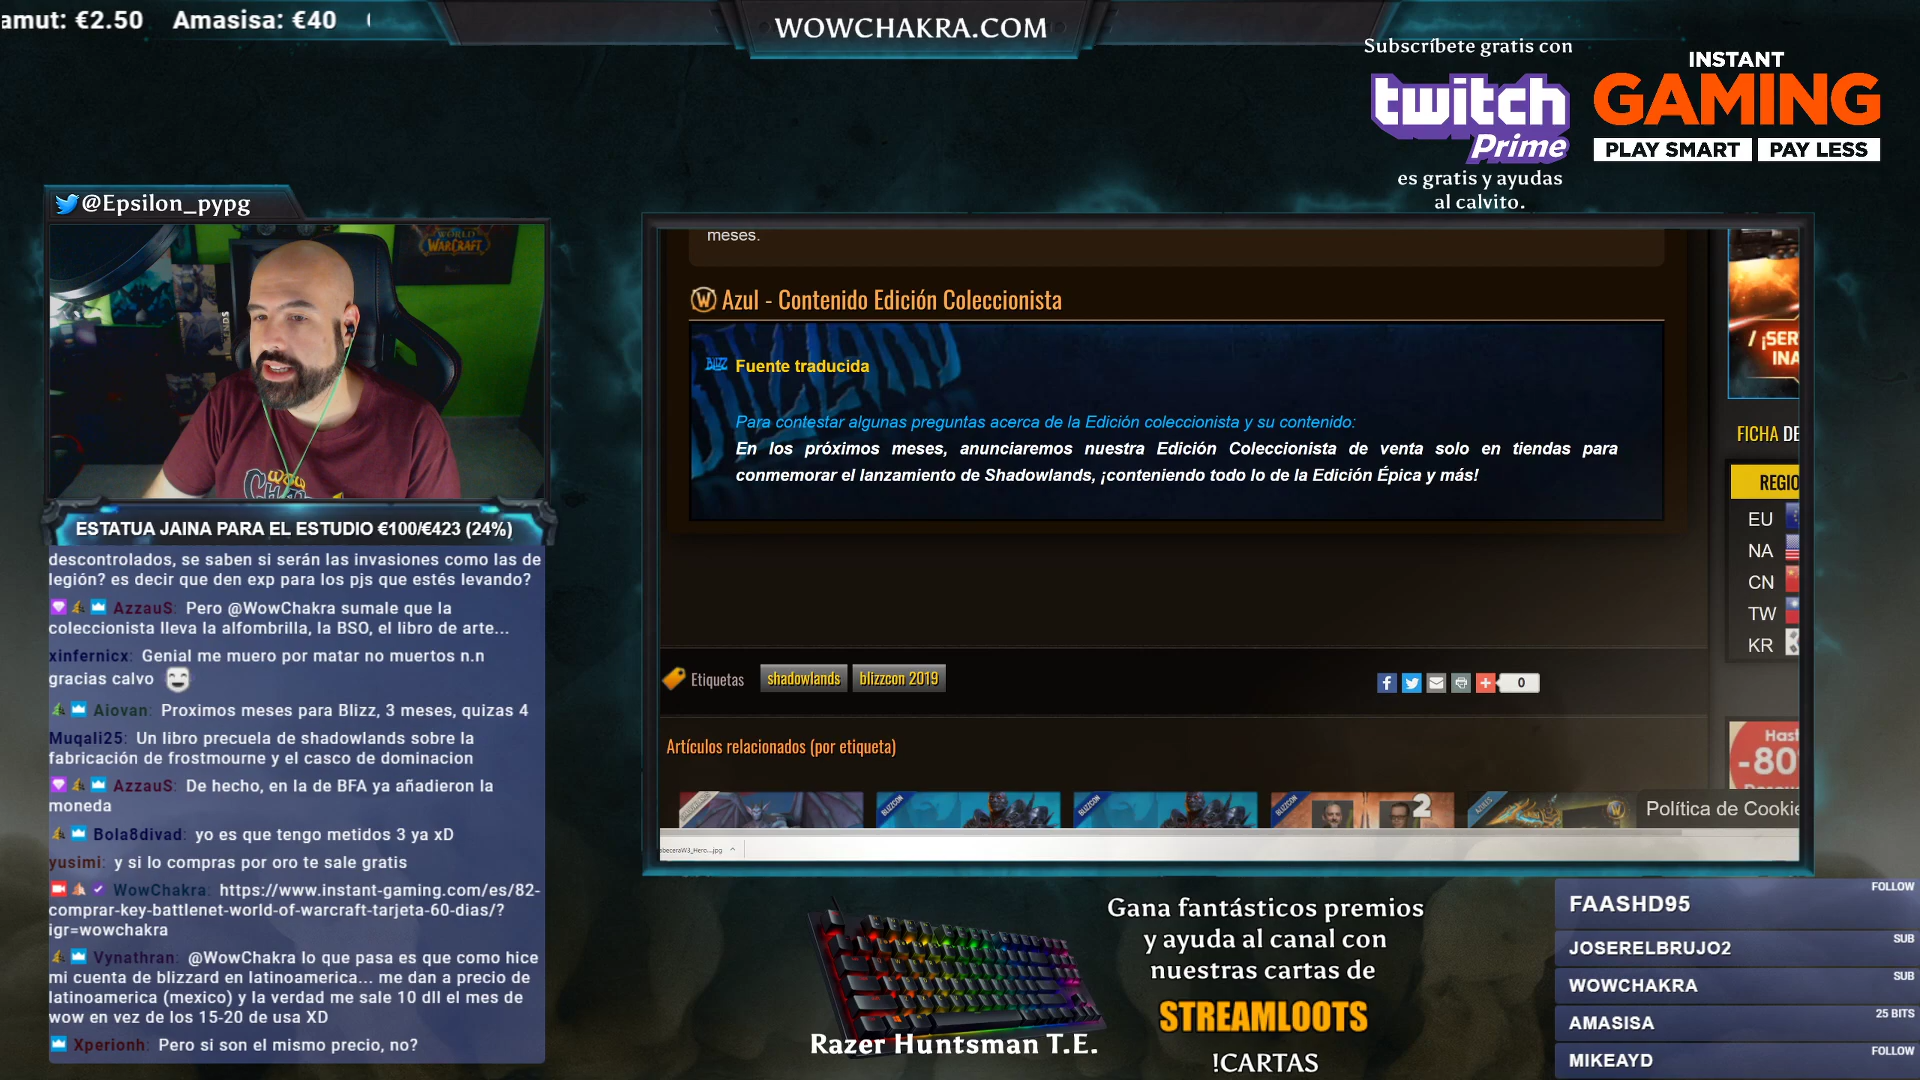 amut: €2.50 Amasisa: €40
WOWCHAKRA.COM
Subscríbete gratis con
twitch
Prime
es gratis y ayudas
al calvito.
INSTANT
GAMING
PLAY SMART PAY LESS
@Epsilon_pypg
WORLD
WARCRAFT
WOW
ESTATUA JAINA PARA EL ESTUDIO €100/€423 (24%)
descontrolados, se saben si serán las invasiones como las de
legión? es decir que den exp para los pjs que estés levando?
AzzauS: Pero @WowChakra sumale que la
coleccionista lleva la alfombrilla, la BSO, el libro de arte...
xinfernicx: Genial me muero por matar no muertos n.n
gracias calvo
Aiovan: Proximos meses para Blizz, 3 meses, quizas 4
Muqali25: Un libro precuela de shadowlands sobre la
fabricación de frostmourne y el casco de dominacion
AzzauS: De hecho, en la de BFA ya añadieron la
moneda
Bola8divad: yo es que tengo metidos 3 ya xD
yusimi: y si lo compras por oro te sale gratis
WowChakra: https://www.instant-gaming.com/es/82-
comprar-key-battlenet-world-of-warcraft-tarjeta-60-dias/?
igr=wowchakra
Vynathran: @WowChakra lo que pasa es que como hice
mi cuenta de blizzard en latinoamerica... me dan a precio de
latinoamerica (mexico) y la verdad me sale 10 dll el mes de
wow en vez de los 15-20 de usa XD
Xperionh: Pero si son el mismo precio, no?
meses.
Azul - Contenido Edición Coleccionista
BLIZZ Fuente traducida
Para contestar algunas preguntas acerca de la Edición coleccionista y su contenido:
En los próximos meses, anunciaremos nuestra Edición Coleccionista de venta solo en tiendas para
conmemorar el lanzamiento de Shadowlands, ¡conteniendo todo lo de la Edición Épica y más!
Etiquetas shadowlands blizzcon 2019
0
Artículos relacionados (por etiqueta)
BLIZZCON
BLIZZCON
BLIZZCON
2
AZULES
/ ¡SER
INA
FICHA DE
REGIO
EU
NA
CN
TW
KR
Hast
-80
Política de Cookie
Razer Huntsman T.E.
Gana fantásticos premios
y ayuda al canal con
nuestras cartas de
STREAMLOOTS
!CARTAS
FAASHD95 FOLLOW
JOSERELBRUJO2 SUB
WOWCHAKRA SUB
AMASISA 25 BITS
MIKEAYD FOLLOW